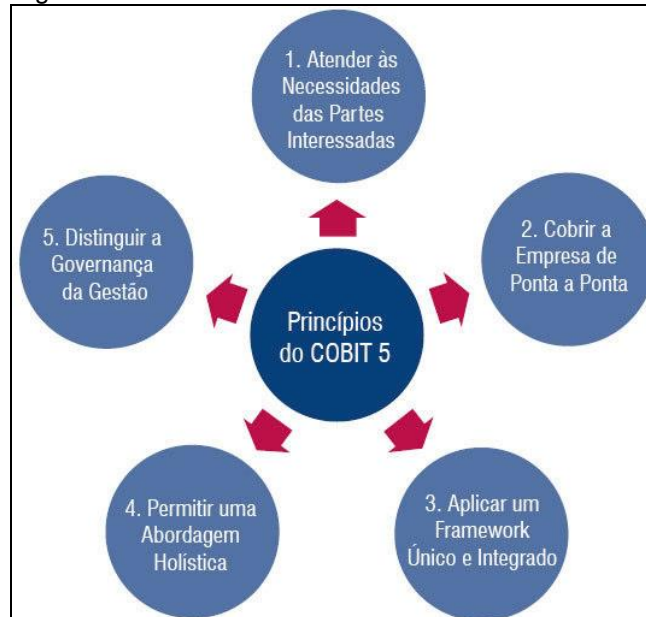 1. Atender às
Necessidades
das Partes
Interessadas
2. Cobrir a
Empresa de
Ponta a Ponta
3. Aplicar um
Framework
Único e Integrado
4. Permitir uma
Abordagem
Holística
5. Distinguir a
Governança
da Gestão
Princípios
do COBIT 5